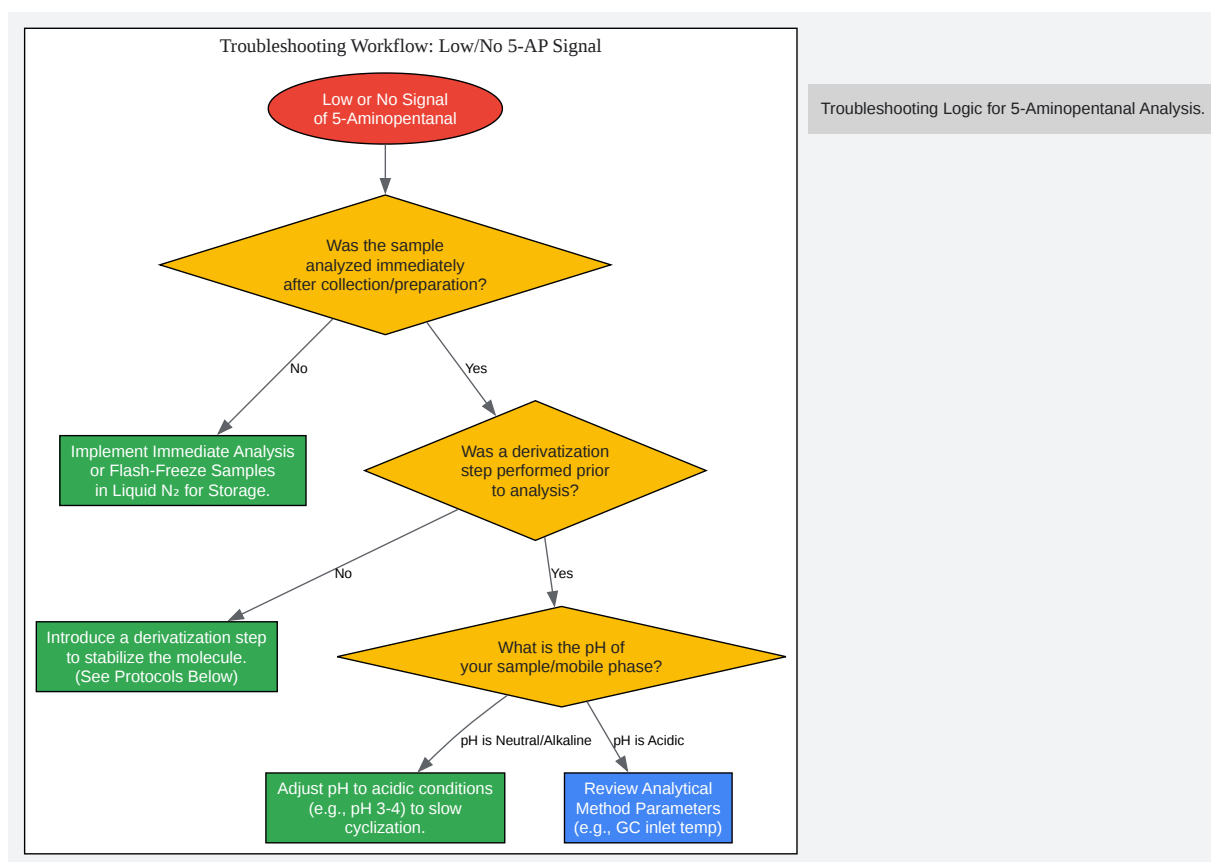 Troubleshooting Workflow: Low/No 5-AP Signal
Low or No Signal
of 5-Aminopentanal
Troubleshooting Logic for 5-Aminopentanal Analysis.
Was the sample
analyzed immediately
after collection/preparation?
No
Yes
Implement Immediate Analysis
or Flash-Freeze Samples
in Liquid N₂ for Storage.
Was a derivatization
step performed prior
to analysis?
No
Yes
Introduce a derivatization step
to stabilize the molecule.
(See Protocols Below)
What is the pH of
your sample/mobile phase?
pH is Neutral/Alkaline
pH is Acidic
Adjust pH to acidic conditions
(e.g., pH 3-4) to slow
cyclization.
Review Analytical
Method Parameters
(e.g., GC inlet temp)